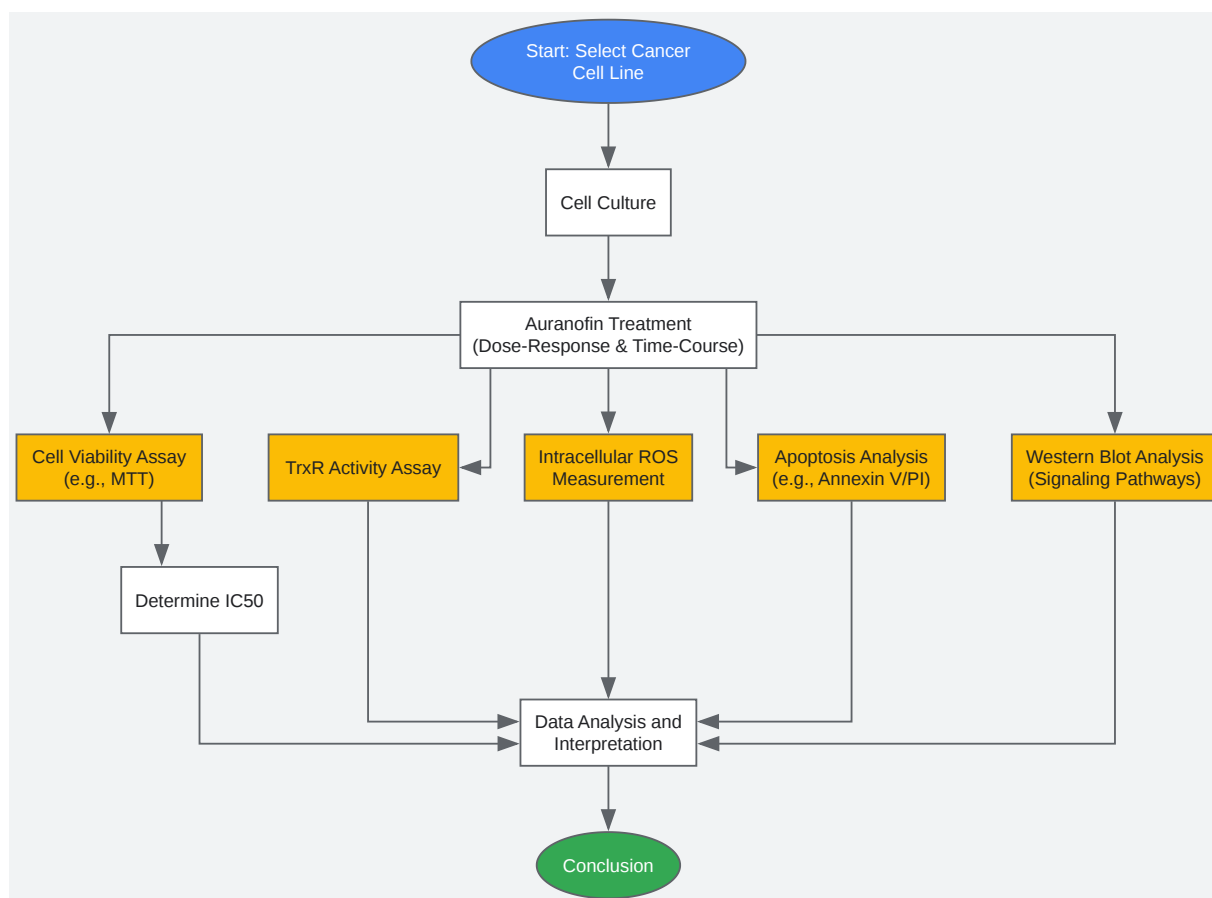 Start: Select Cancer
Cell Line
Cell Culture
Auranofin Treatment
(Dose-Response & Time-Course)
Cell Viability Assay
(e.g., MTT)
TrxR Activity Assay
Intracellular ROS
Measurement
Apoptosis Analysis
(e.g., Annexin V/PI)
Western Blot Analysis
(Signaling Pathways)
Determine IC50
Data Analysis and
Interpretation
Conclusion